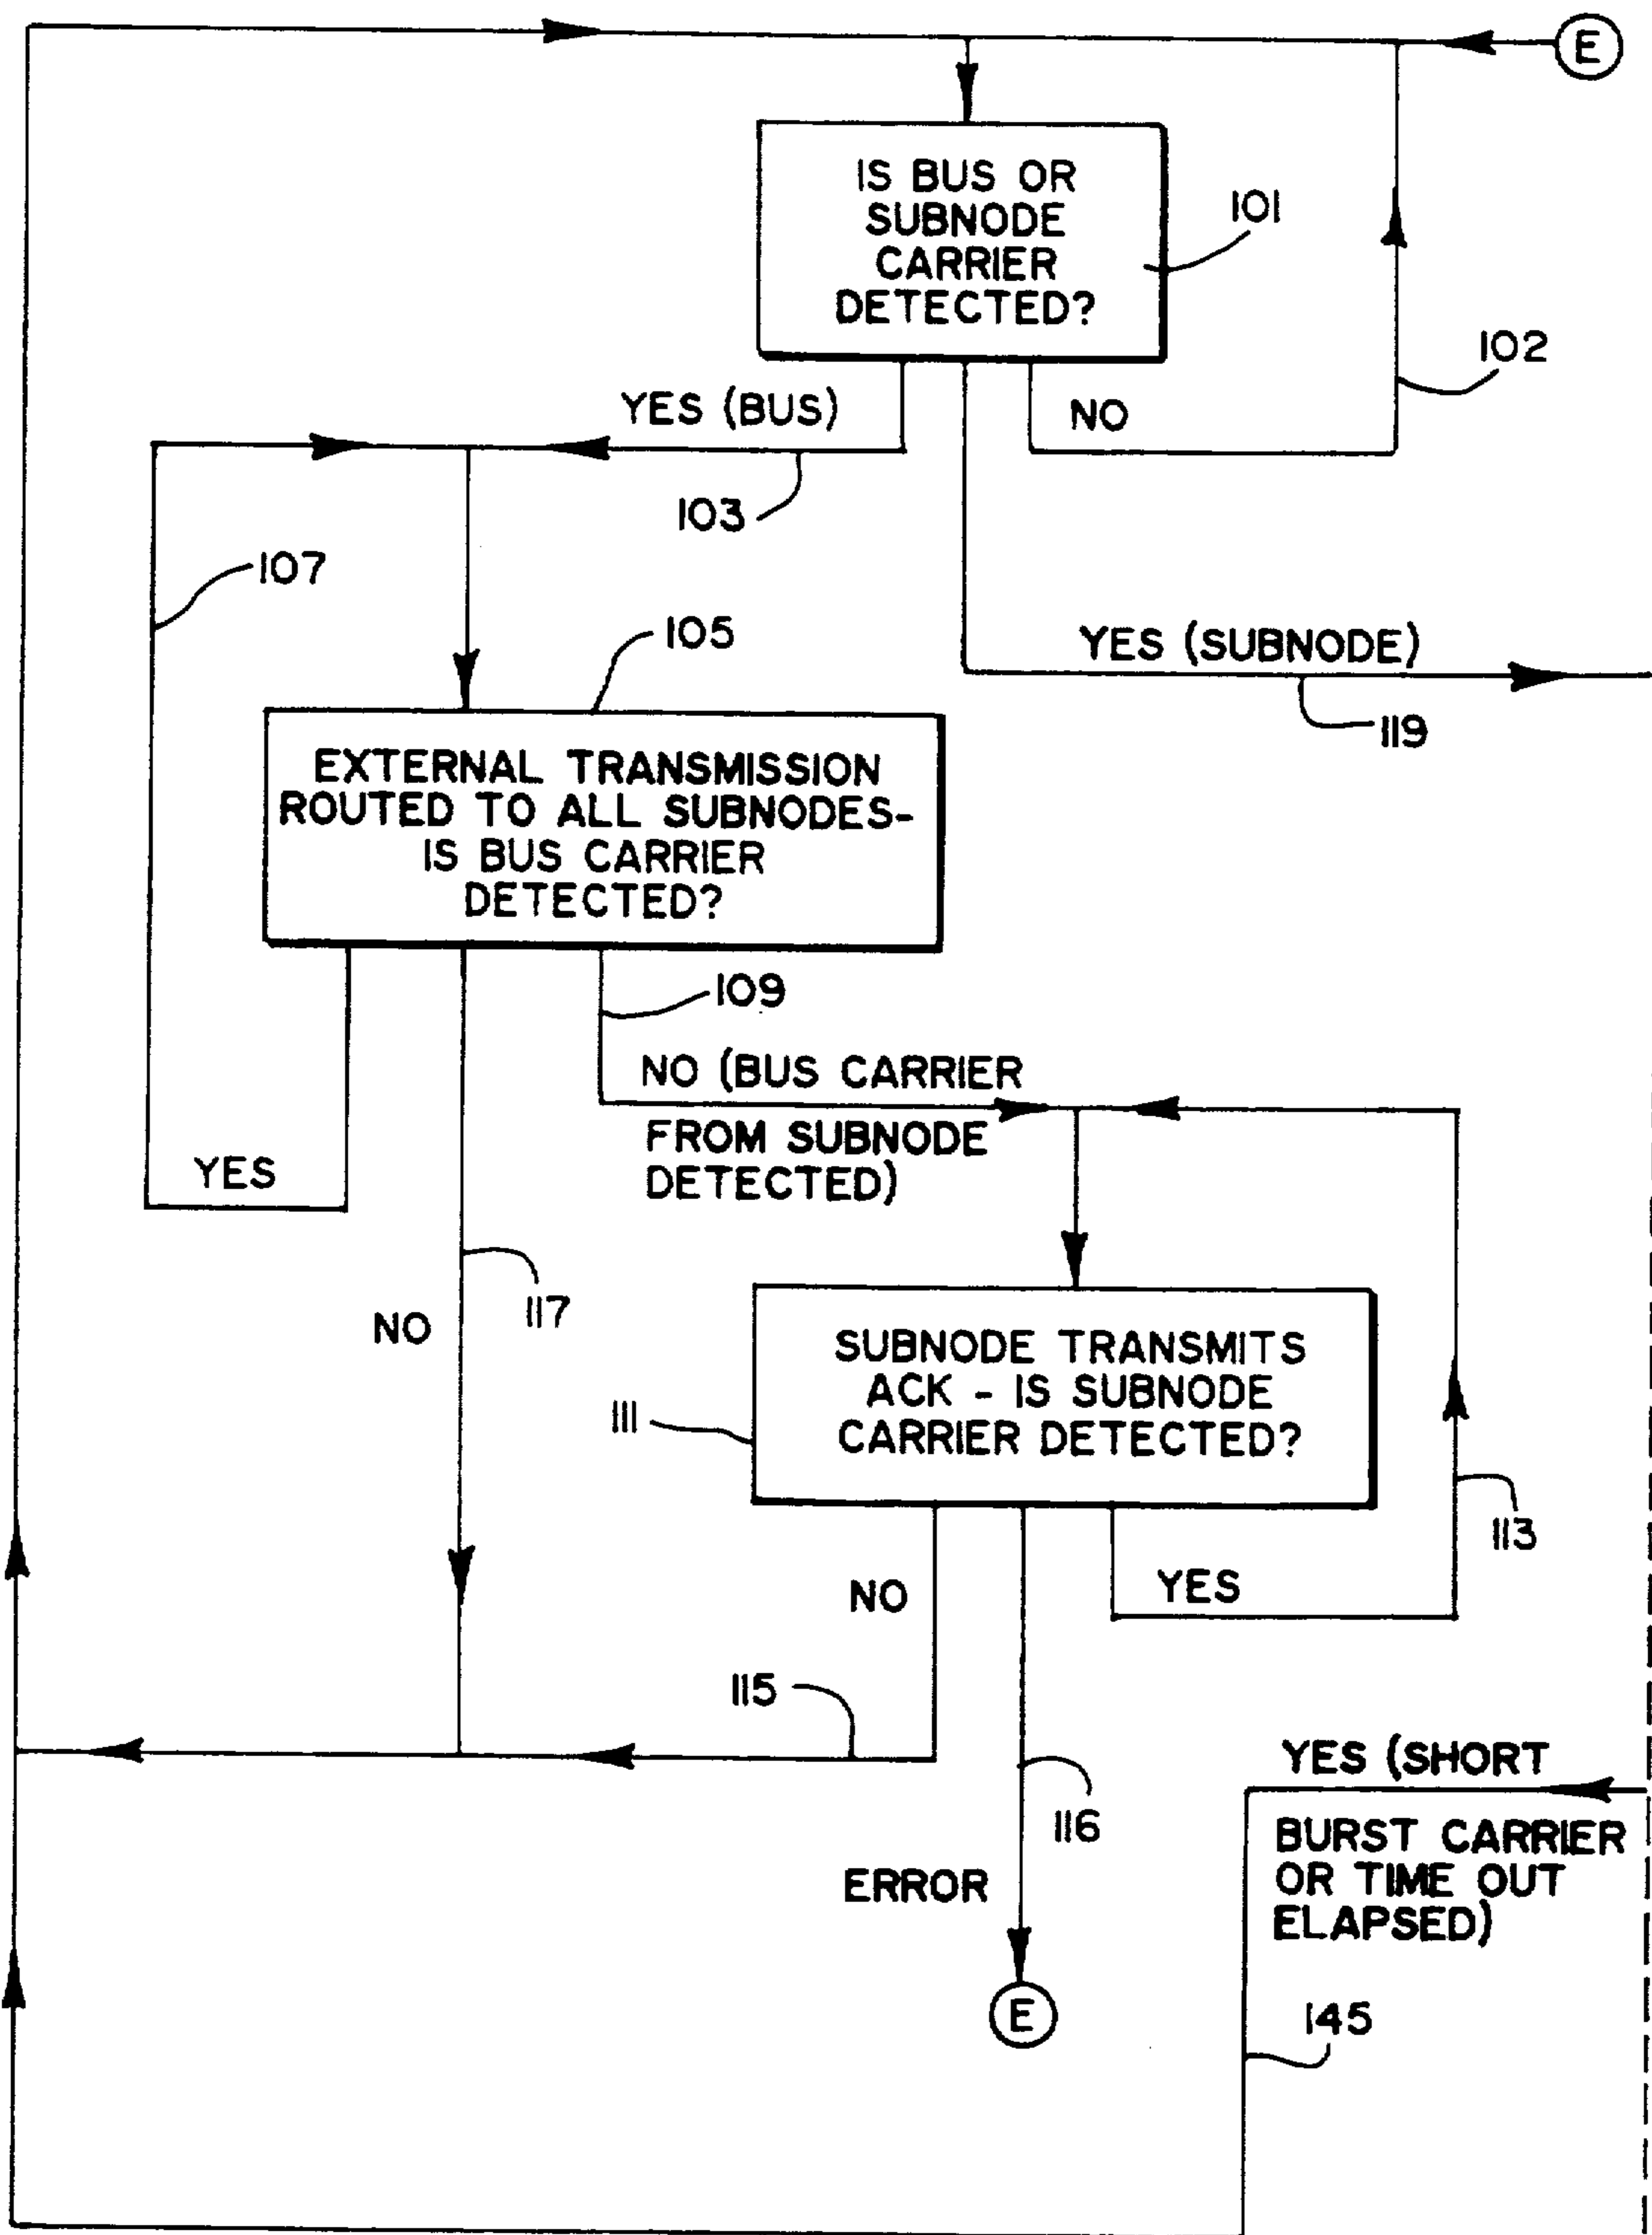 E
IS BUS OR
SUBNODE
CARRIER
DETECTED?
101
102
YES (BUS)
NO
103
107
105
YES (SUBNODE)
119
EXTERNAL TRANSMISSION
ROUTED TO ALL SUBNODES-
IS BUS CARRIER
DETECTED?
109
NO (BUS CARRIER
FROM SUBNODE
DETECTED)
YES
117
NO
SUBNODE TRANSMITS
ACK - IS SUBNODE
CARRIER DETECTED?
111
113
NO
YES
115
116
ERROR
E
YES (SHORT
BURST CARRIER
OR TIME OUT
ELAPSED)
145